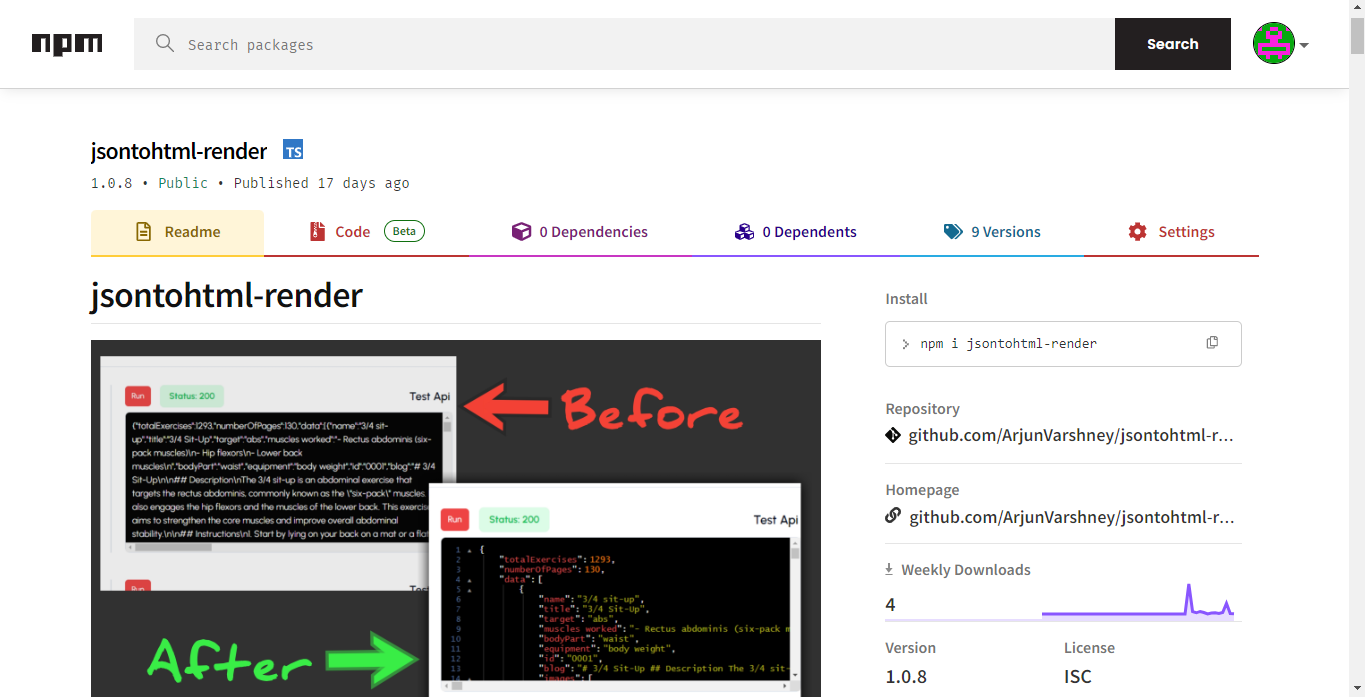 npm
Search packages
Search
jsontohtml-render TS
1.0.8 • Public • Published 17 days ago
Readme
Code Beta
0 Dependencies
0 Dependents
9 Versions
Settings
jsontohtml-render
Run Status: 200 Test Api
{"totalExercises":1293,"numberOfPages":130,"data":[{"name":"3/4 sit-
up","title":"3/4 Sit-Up","target":"abs","muscles worked":"- Rectus abdominis (six-
pack muscles)\n- Hip flexors\n- Lower back
muscles\n","bodyPart":"waist","equipment":"body weight","id":"0001","blog":"# 3/4
Sit-Up\n\n## Description\nThe 3/4 sit-up is an abdominal exercise that
targets the rectus abdominis, commonly known as the \"six-pack\" muscles.
also engages the hip flexors and the muscles of the lower back. This exercise
aims to strengthen the core muscles and improve overall abdominal
stability.\n\n## Instructions\n1. Start by lying on your back on a mat or a flat
Run
Before
Run Status: 200 Test Api
1 {
2 "totalExercises": 1293,
3 "numberOfPages": 130,
4 "data": [
5 {
6 "name": "3/4 sit-up",
7 "title": "3/4 Sit-Up",
8 "target": "abs",
9 "muscles worked": "- Rectus abdominis (six-pack m
10 "bodyPart": "waist",
11 "equipment": "body weight",
12 "id": "0001",
13 "blog": "# 3/4 Sit-Up ## Description The 3/4 sit-
14 "images": [
After
Install
npm i jsontohtml-render
Repository
github.com/ArjunVarshney/jsontohtml-r...
Homepage
github.com/ArjunVarshney/jsontohtml-r...
Weekly Downloads
4
Version
License
1.0.8
ISC